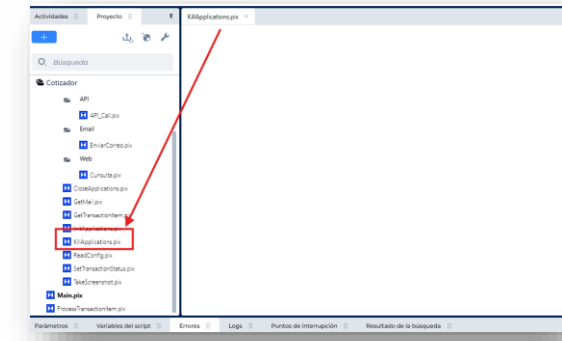 Actividades Proyecto KillApplications.pix ×
+
Búsqueda
Cotizador
API
API_Call.pix
Email
EnviarCorreo.pix
Web
Consulta.pix
CloseApplications.pix
GetMail.pix
GetTransactionItem.pix
InitApplications.pix
KillApplications.pix
ReadConfig.pix
SetTransactionStatus.pix
TakeScreenshot.pix
Main.pix
ProcessTransactionItem.pix
Parámetros Variables del script Errores Logs Puntos de interrupción Resultado de la búsqueda